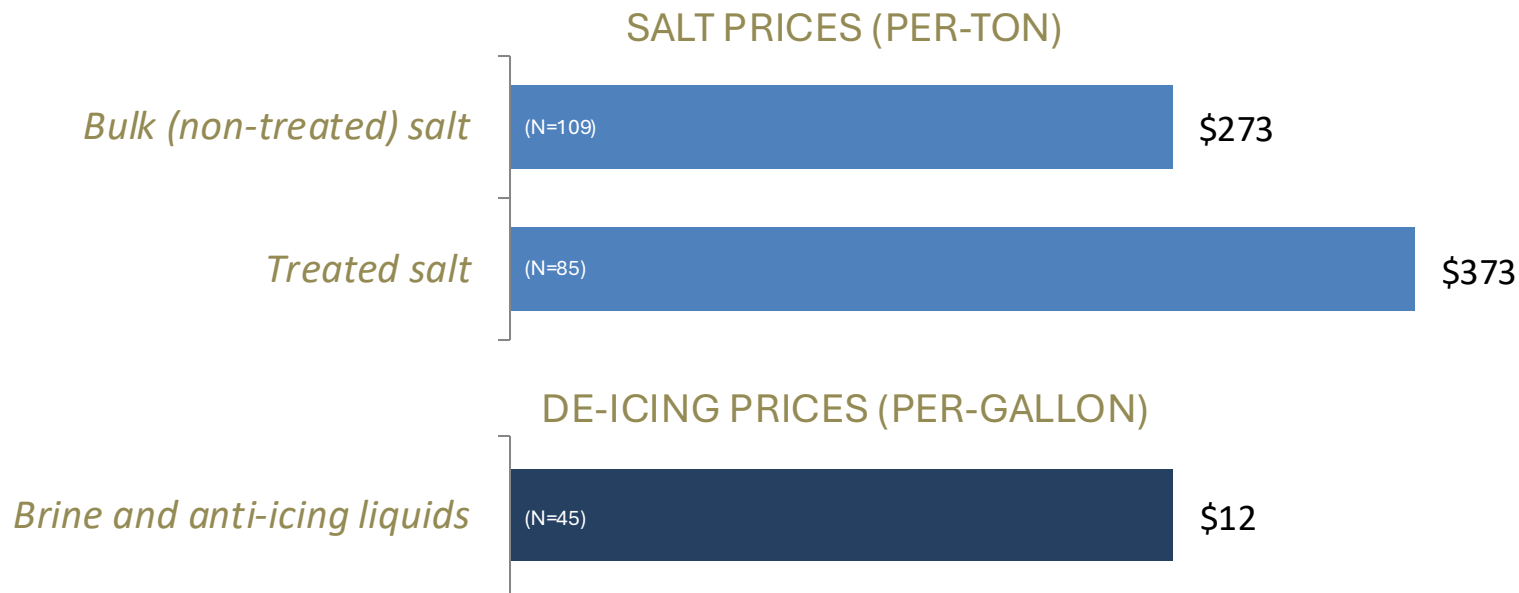 SALT PRICES (PER-TON)
Bulk (non-treated) salt
(N=109)
$273
Treated salt
(N=85)
$373
DE-ICING PRICES (PER-GALLON)
Brine and anti-icing liquids
(N=45)
$12